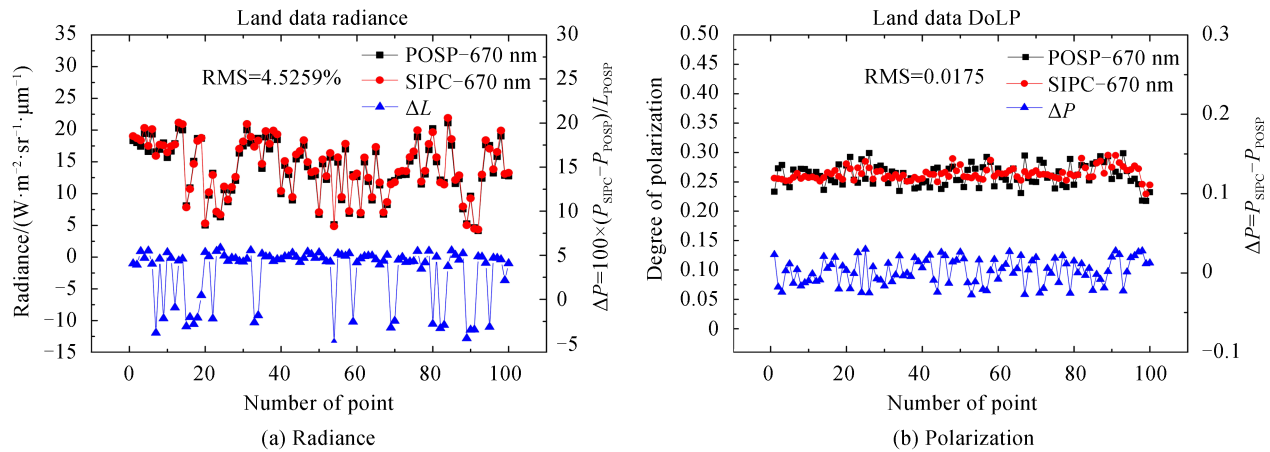 Land data radiance
35
30
25
20
15
10
5
0
−5
−10
−15
Radiance/(W·m⁻²·sr⁻¹·μm⁻¹)
RMS=4.5259%
POSP−670 nm
SIPC−670 nm
ΔL
30
25
20
15
10
5
0
−5
ΔP=100×(P_SIPC−P_POSP)/L_POSP
0 20 40 60 80 100
Number of point
(a) Radiance
Land data DoLP
0.50
0.45
0.40
0.35
0.30
0.25
0.20
0.15
0.10
0.05
0
Degree of polarization
RMS=0.0175
POSP−670 nm
SIPC−670 nm
ΔP
0.3
0.2
0.1
0
−0.1
ΔP=P_SIPC−P_POSP
0 20 40 60 80 100
Number of point
(b) Polarization